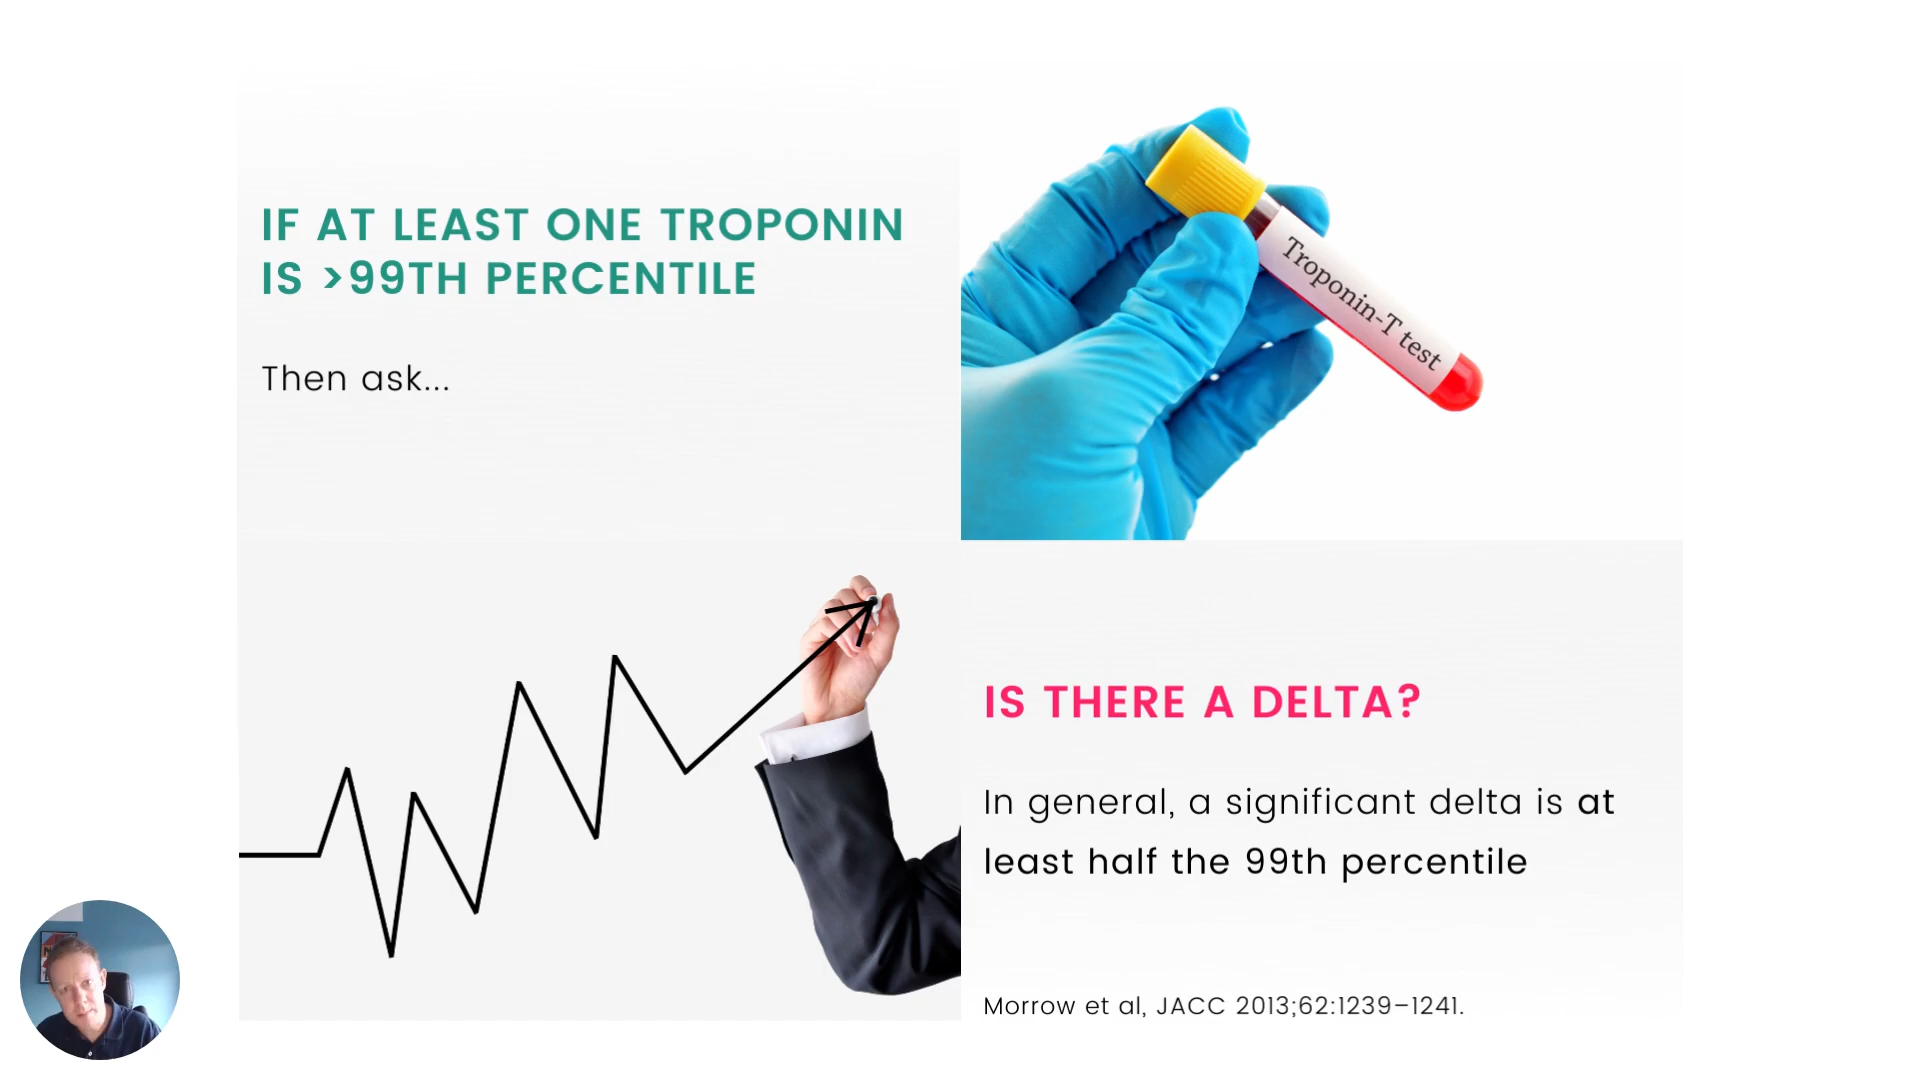 IF AT LEAST ONE TROPONIN
IS >99TH PERCENTILE
Then ask...
Troponin-T test
IS THERE A DELTA?
In general, a significant delta is at
least half the 99th percentile
Morrow et al, JACC 2013;62:1239–1241.